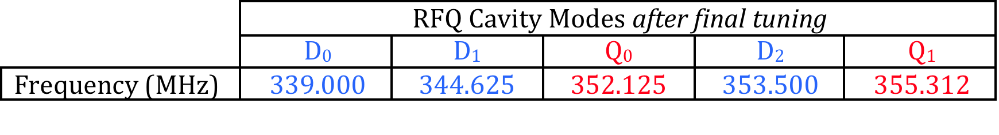 RFQ Cavity Modes after final tuning
D₀ D₁ Q₀ D₂ Q₁
Frequency (MHz) 339.000 344.625 352.125 353.500 355.312